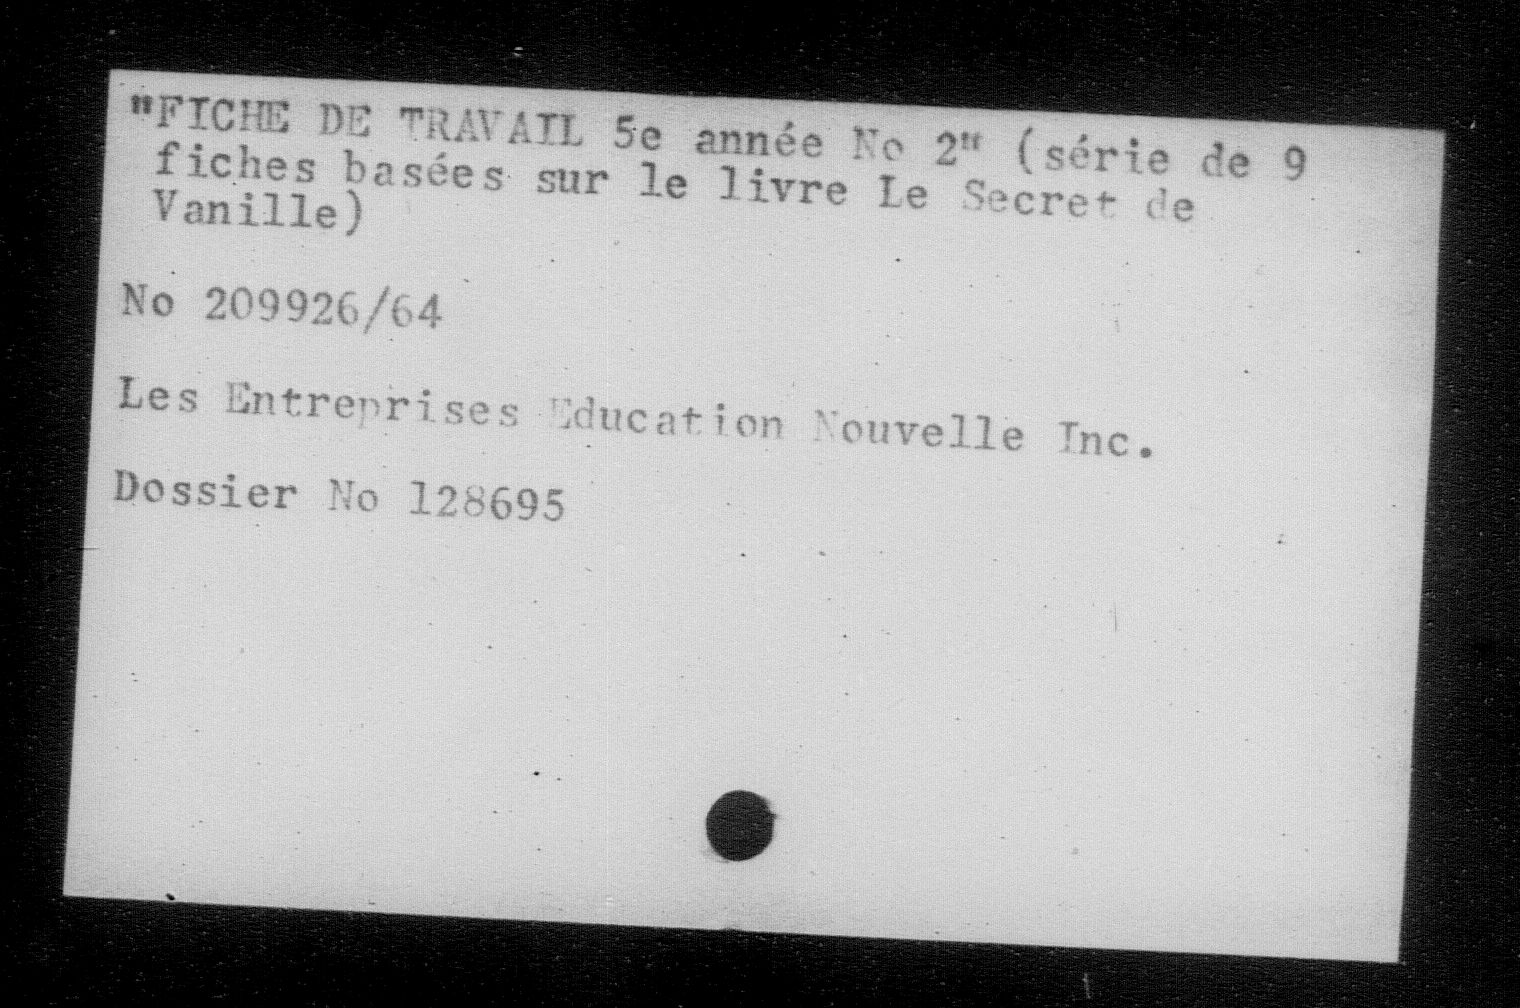 "FICHE DE TRAVAIL 5e année No 2" (série de 9
fiches basées sur le livre Le Secret de
Vanille)
No 209926/64
Les Entreprises Education Nouvelle Inc.
Dossier No 128695